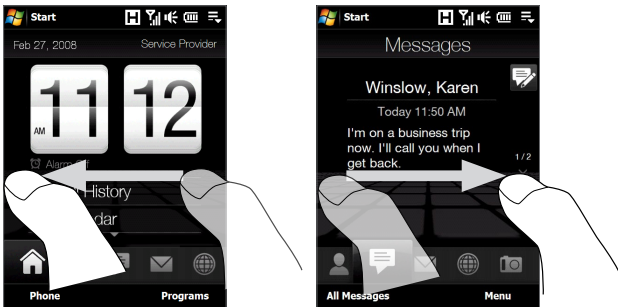 Start
H
Feb 27, 2008
Service Provider
AM
11 12
Alarm Off
History
dar
Phone
Programs
Start
H
Messages
Winslow, Karen
Today 11:50 AM
I'm on a business trip
now. I'll call you when I
get back.
1 / 2
All Messages
Menu